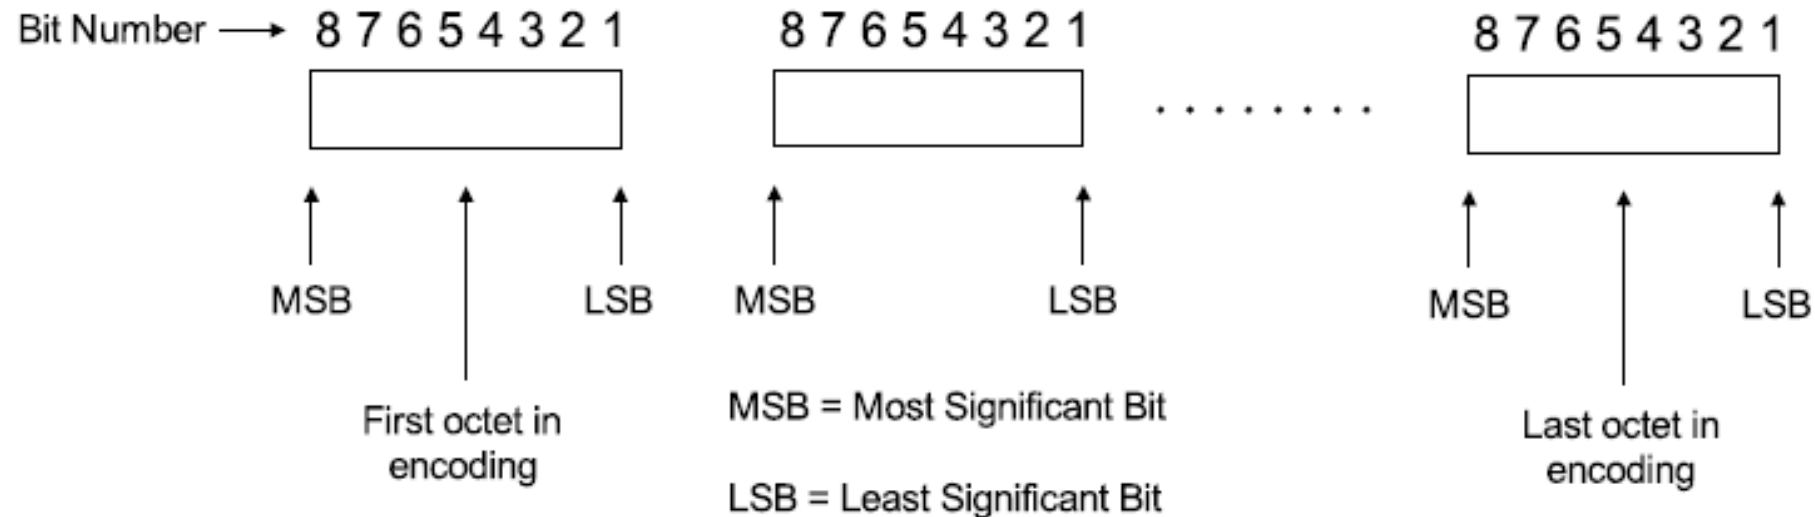 Bit Number 8 7 6 5 4 3 2 1 8 7 6 5 4 3 2 1 8 7 6 5 4 3 2 1
MSB LSB MSB LSB MSB LSB
First octet in
encoding
MSB = Most Significant Bit
LSB = Least Significant Bit
Last octet in
encoding